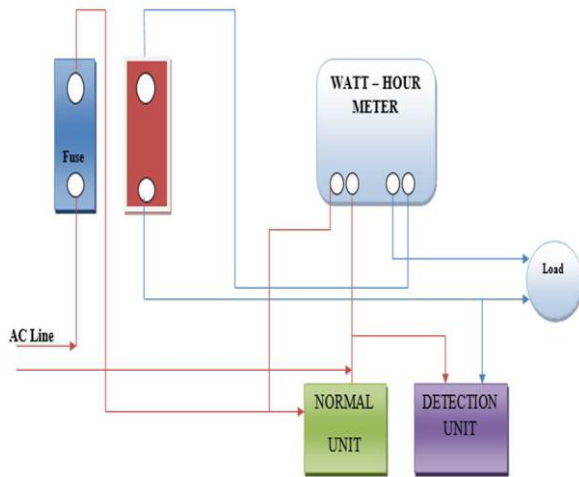 WATT – HOUR
METER
Fuse
Load
AC Line
NORMAL
UNIT
DETECTION
UNIT